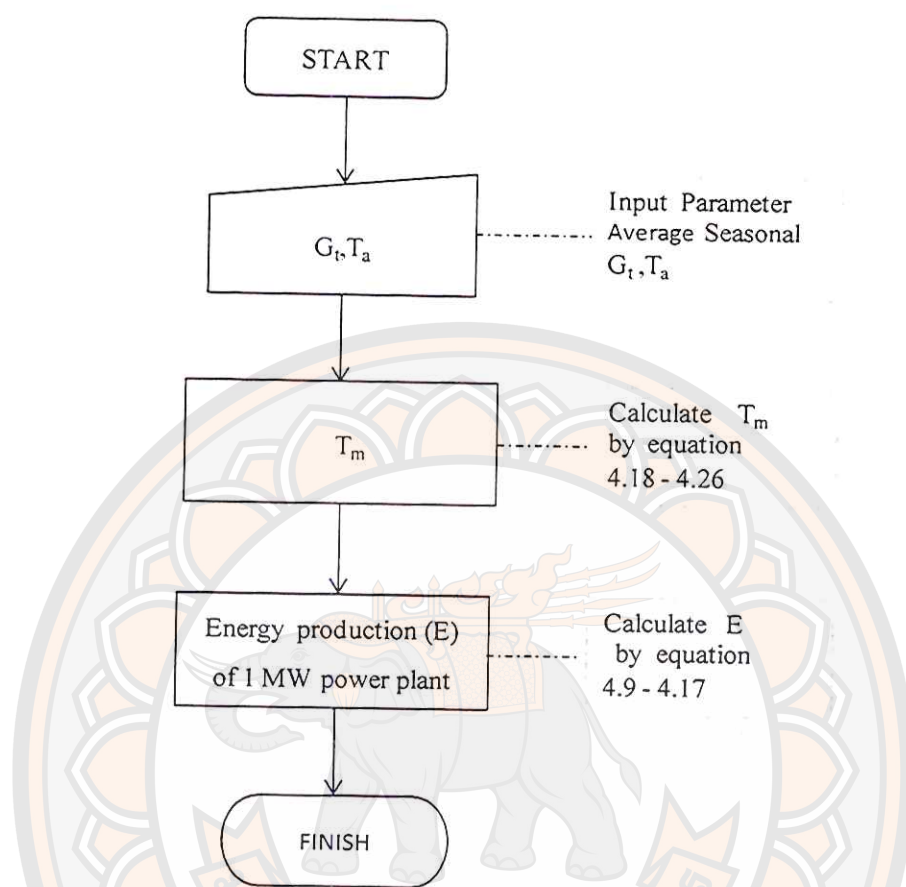 START
G_t,T_a
Input Parameter
Average Seasonal
G_t ,T_a
T_m
Calculate T_m
by equation
4.18 - 4.26
Energy production (E)
of 1 MW power plant
Calculate E
by equation
4.9 - 4.17
FINISH